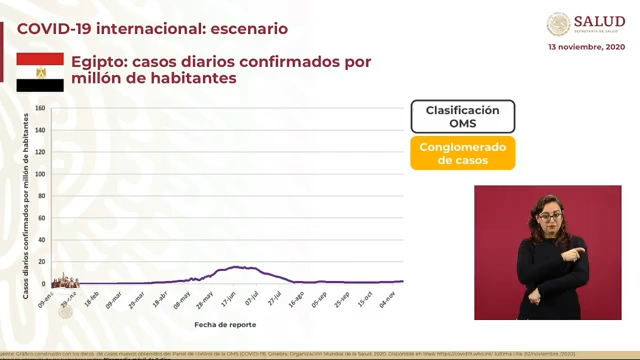 COVID-19 internacional: escenario
SALUD
SECRETARÍA DE SALUD
13 noviembre, 2020
Egipto: casos diarios confirmados por
millón de habitantes
Casos diarios confirmados por millón de habitantes
160
140
120
100
80
60
40
20
0
09-en
18-feb
09-mar
29-mar
18-abr
08-may
28-may
17-jun
07-jul
27-jul
16-ago
05-sep
25-sep
15-oct
04-nov
Fecha de reporte
Clasificación
OMS
Conglomerado
de casos